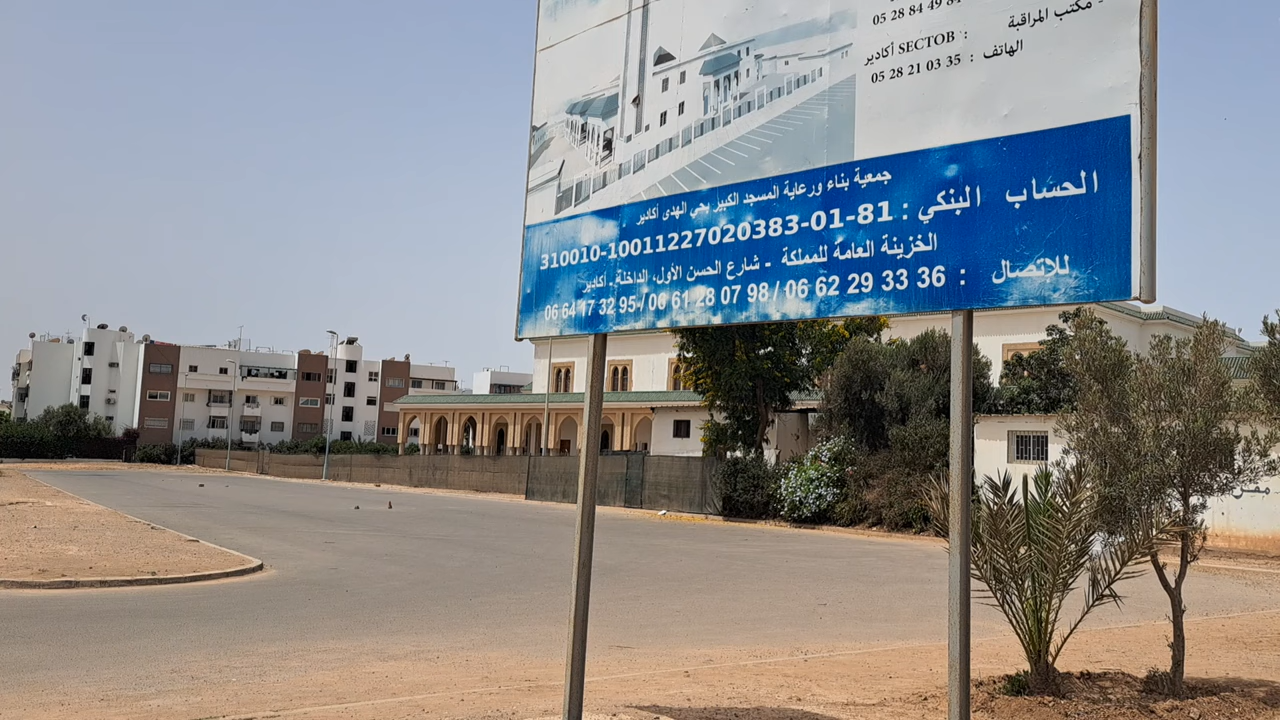 05 28 84 49
مكتب المراقبة :
SECTOB أكادير
الهاتف : 05 28 21 03 35
جمعية بناء ورعاية المسجد الكبير بحي الهدى أكادير
الحساب البنكي : 310010-10011227020383-01-81
الخزينة العامة للمملكة - شارع الحسن الأول، الداخلة . أكادير
للإتصال : 06 62 29 33 36 / 06 61 28 07 98 / 06 64 17 32 95